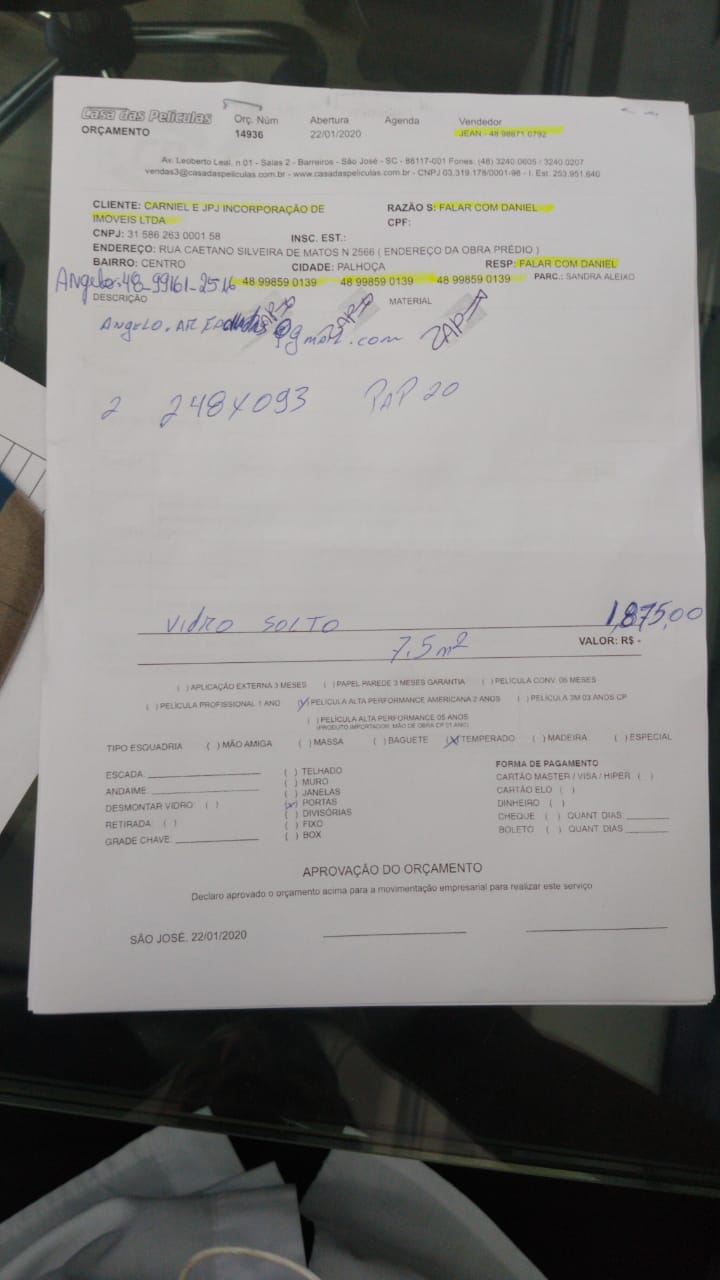 Casa das Películas
ORÇAMENTO
Orç. Núm
14936
Abertura
22/01/2020
Agenda
Vendedor
JEAN - 48 98871 0792
Av. Leoberto Leal, n 01 - Salas 2 - Barreiros - São José - SC - 88117-001 Fones: (48) 3240 0605 / 3240 0207
vendas3@casadaspeliculas.com.br - www.casadaspeliculas.com.br - CNPJ 03.319.178/0001-98 - I. Est. 253.951.640
CLIENTE: CARNIEL E JPJ INCORPORAÇÃO DE
IMOVEIS LTDA
RAZÃO S: FALAR COM DANIEL
CPF:
CNPJ: 31 586 263 0001 58
INSC. EST.:
ENDEREÇO: RUA CAETANO SILVEIRA DE MATOS N 2566 ( ENDEREÇO DA OBRA PRÉDIO )
BAIRRO: CENTRO
CIDADE: PALHOÇA
RESP: FALAR COM DANIEL
Angelo. 48-99161-2516 48 99859 0139 48 99859 0139 48 99859 0139 PARC.: SANDRA ALEIXO
DESCRIÇÃO
MATERIAL
@gmail.com
2 248X093 PAP 20
VIDRO SOLTO
1,875,00
7.5m²
VALOR: R$ -
( ) APLICAÇÃO EXTERNA 3 MESES ( ) PAPEL PAREDE 3 MESES GARANTIA ( ) PELÍCULA CONV. 06 MESES
( ) PELÍCULA PROFISSIONAL 1 ANO (X) PELÍCULA ALTA PERFORMANCE AMERICANA 2 ANOS ( ) PELÍCULA 3M 03 ANOS CP
( ) PELÍCULA ALTA PERFORMANCE 05 ANOS
(PRODUTO IMPORTADOR, MÃO DE OBRA CP 01 ANO)
TIPO ESQUADRIA ( ) MÃO AMIGA ( ) MASSA ( ) BAGUETE (X) TEMPERADO ( ) MADEIRA ( ) ESPECIAL
ESCADA:
ANDAIME:
DESMONTAR VIDRO: ( )
RETIRADA: ( )
GRADE CHAVE:
( ) TELHADO
( ) MURO
( ) JANELAS
(X) PORTAS
( ) DIVISÓRIAS
( ) FIXO
( ) BOX
FORMA DE PAGAMENTO
CARTÃO MASTER / VISA / HIPER ( )
CARTÃO ELO ( )
DINHEIRO ( )
CHEQUE ( ) QUANT DIAS:
BOLETO ( ) QUANT DIAS
APROVAÇÃO DO ORÇAMENTO
Declaro aprovado o orçamento acima para a movimentação empresarial para realizar este serviço
SÃO JOSÉ, 22/01/2020